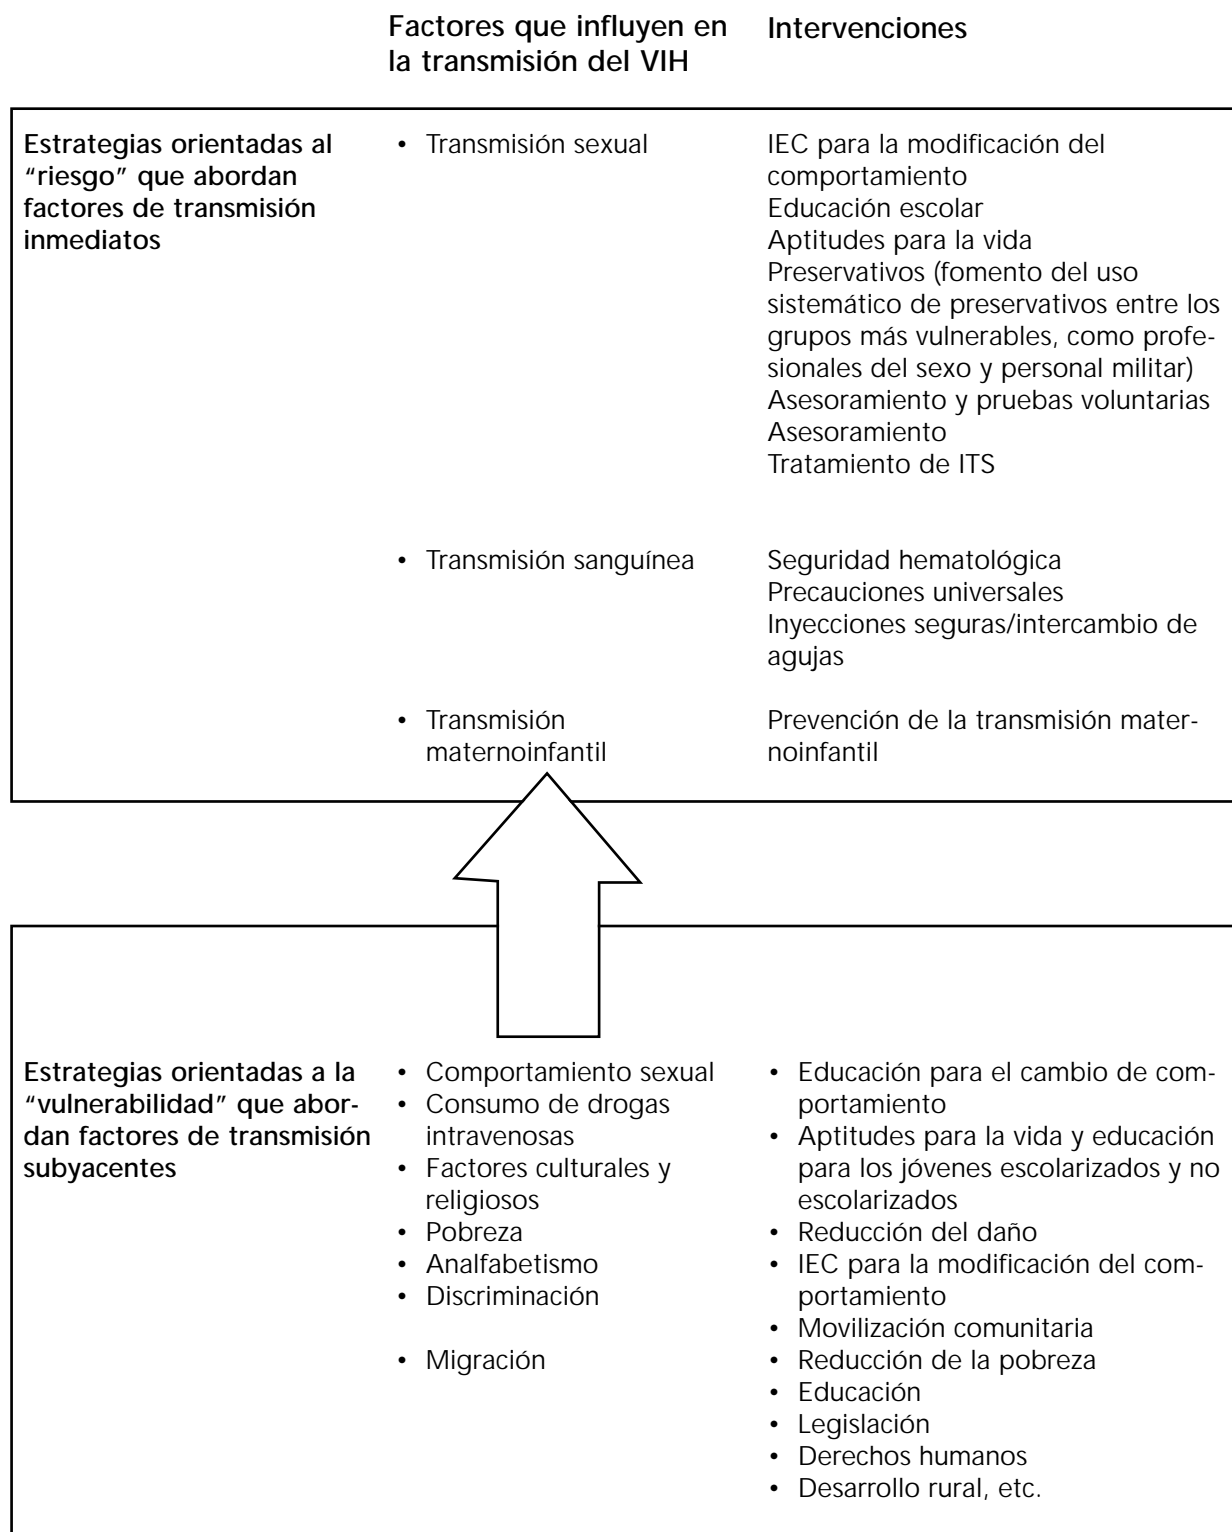 Factores que influyen en
la transmisión del VIH
Intervenciones
Estrategias orientadas al
“riesgo” que abordan
factores de transmisión
inmediatos
• Transmisión sexual
IEC para la modificación del
comportamiento
Educación escolar
Aptitudes para la vida
Preservativos (fomento del uso
sistemático de preservativos entre los
grupos más vulnerables, como profe-
sionales del sexo y personal militar)
Asesoramiento y pruebas voluntarias
Asesoramiento
Tratamiento de ITS
• Transmisión sanguínea
Seguridad hematológica
Precauciones universales
Inyecciones seguras/intercambio de
agujas
• Transmisión
maternoinfantil
Prevención de la transmisión mater-
noinfantil
Estrategias orientadas a la
“vulnerabilidad” que abor-
dan factores de transmisión
subyacentes
• Comportamiento sexual
• Consumo de drogas
intravenosas
• Factores culturales y
religiosos
• Pobreza
• Analfabetismo
• Discriminación
• Migración
• Educación para el cambio de com-
portamiento
• Aptitudes para la vida y educación
para los jóvenes escolarizados y no
escolarizados
• Reducción del daño
• IEC para la modificación del com-
portamiento
• Movilización comunitaria
• Reducción de la pobreza
• Educación
• Legislación
• Derechos humanos
• Desarrollo rural, etc.